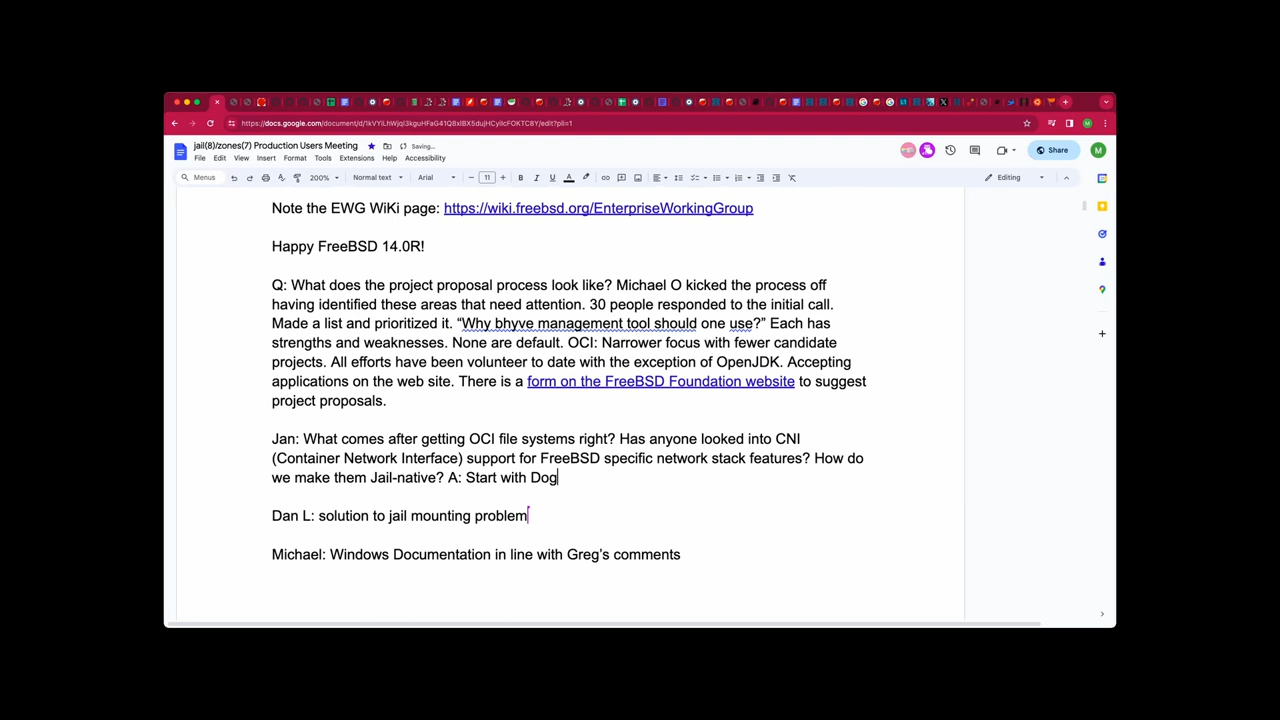 https://docs.google.com/document/d/
jail(8)/zones(7) Production Users Meeting
Saving…
File Edit View Insert Format Tools Extensions Help Accessibility
Share
M
Menus 200% Normal text Arial 11 B I U A Editing
Note the EWG WiKi page: https://wiki.freebsd.org/EnterpriseWorkingGroup
Happy FreeBSD 14.0R!
Q: What does the project proposal process look like? Michael O kicked the process off
having identified these areas that need attention. 30 people responded to the initial call.
Made a list and prioritized it. “Why bhyve management tool should one use?” Each has
strengths and weaknesses. None are default. OCI: Narrower focus with fewer candidate
projects. All efforts have been volunteer to date with the exception of OpenJDK. Accepting
applications on the web site. There is a form on the FreeBSD Foundation website to suggest
project proposals.
Jan: What comes after getting OCI file systems right? Has anyone looked into CNI
(Container Network Interface) support for FreeBSD specific network stack features? How do
we make them Jail-native? A: Start with Dog
Dan L: solution to jail mounting problem
Michael: Windows Documentation in line with Greg’s comments